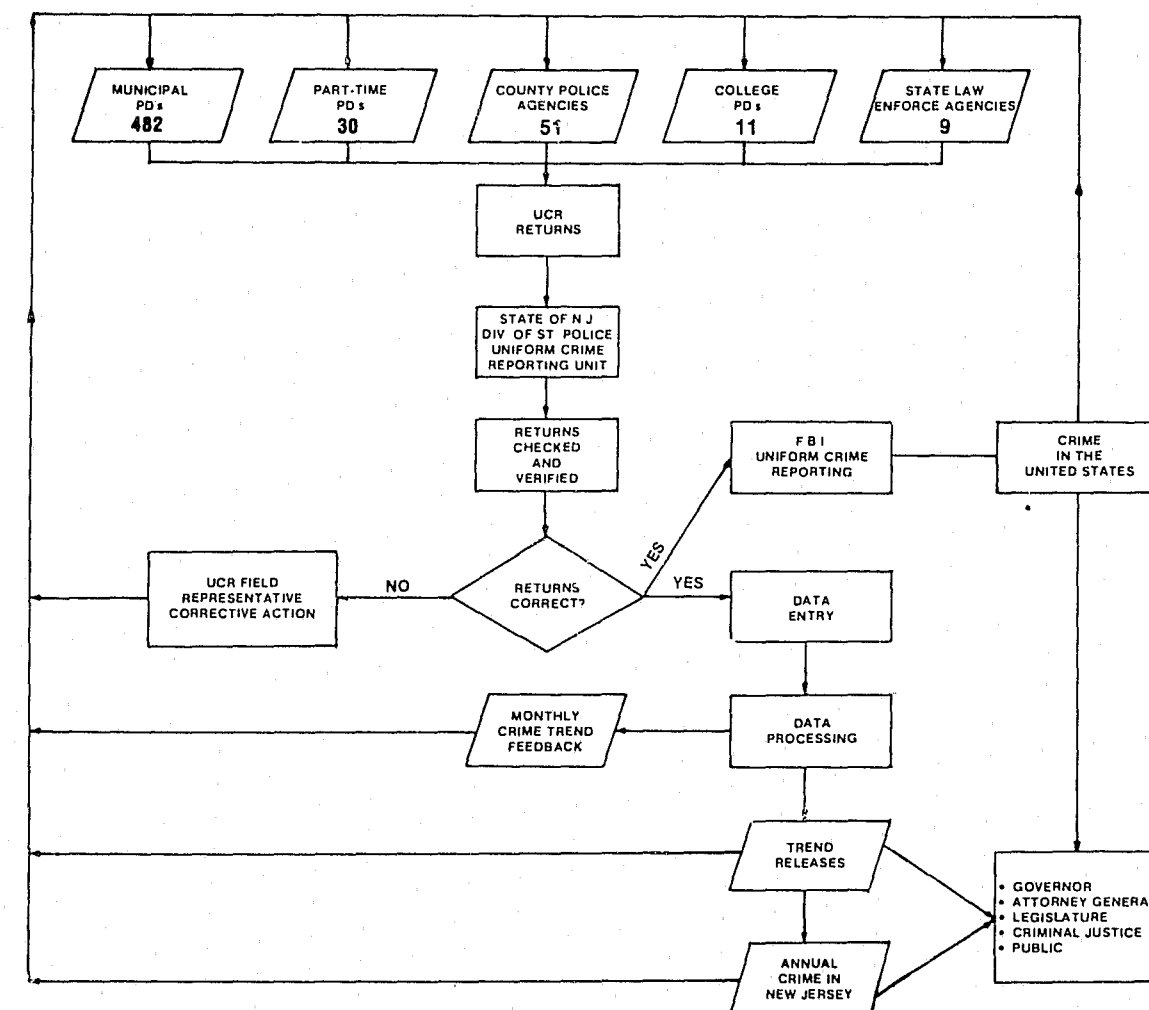 MUNICIPAL
PD's
482
PART-TIME
PDs
30
COUNTY POLICE
AGENCIES
51
COLLEGE
PDs
11
STATE LAW
ENFORCE AGENCIES
9
UCR
RETURNS
STATE OF N J
DIV OF ST POLICE
UNIFORM CRIME
REPORTING UNIT
RETURNS
CHECKED
AND
VERIFIED
F B I
UNIFORM CRIME
REPORTING
CRIME
IN THE
UNITED STATES
YES
UCR FIELD
REPRESENTATIVE
CORRECTIVE ACTION
NO
RETURNS
CORRECT?
YES
DATA
ENTRY
MONTHLY
CRIME TREND
FEEDBACK
DATA
PROCESSING
TREND
RELEASES
• GOVERNOR
• ATTORNEY GENERA
• LEGISLATURE
• CRIMINAL JUSTICE
• PUBLIC
ANNUAL
CRIME IN
NEW JERSEY